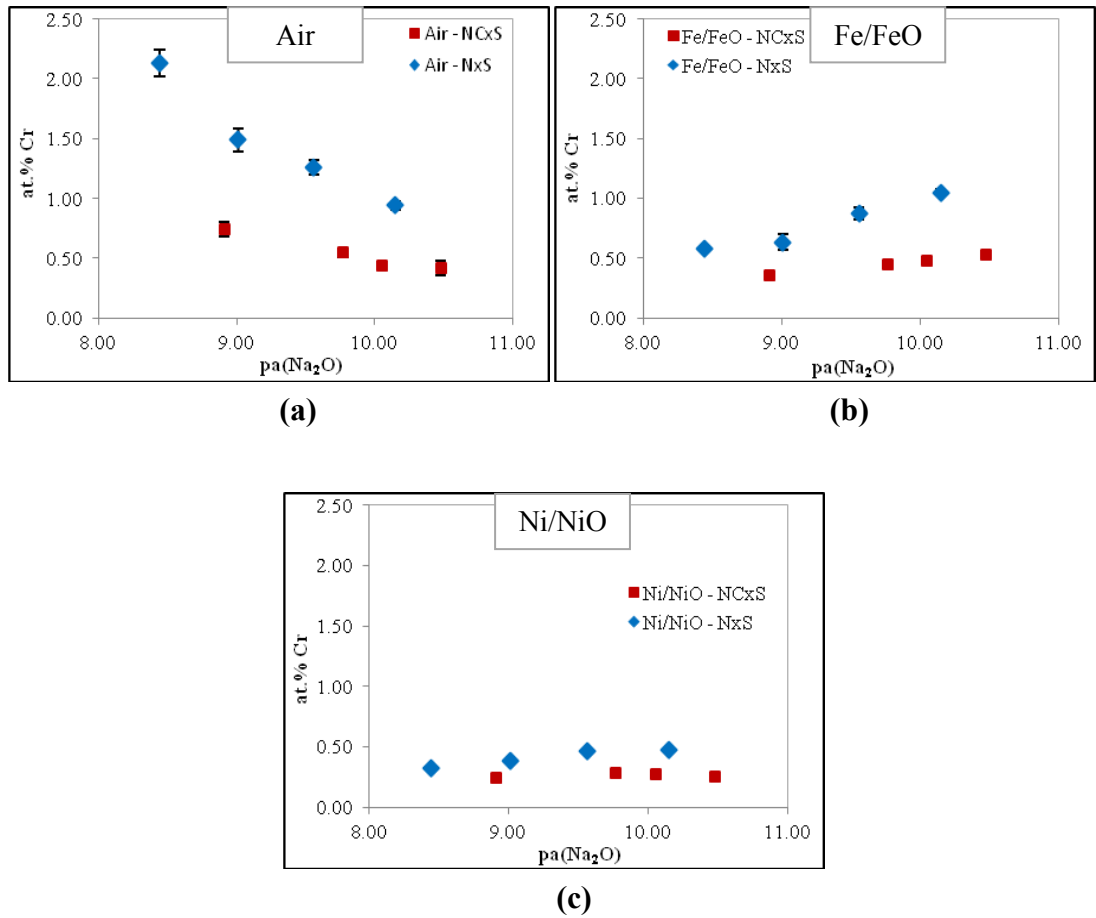 Air
2.50
2.00
1.50
1.00
0.50
0.00
at.% Cr
Air - NCxS
Air - NxS
8.00 9.00 10.00 11.00
pa(Na₂O)
(a)
Fe/FeO
2.50
2.00
1.50
1.00
0.50
0.00
at.% Cr
Fe/FeO - NCxS
Fe/FeO - NxS
8.00 9.00 10.00 11.00
pa(Na₂O)
(b)
Ni/NiO
2.50
2.00
1.50
1.00
0.50
0.00
at.% Cr
Ni/NiO - NCxS
Ni/NiO - NxS
8.00 9.00 10.00 11.00
pa(Na₂O)
(c)